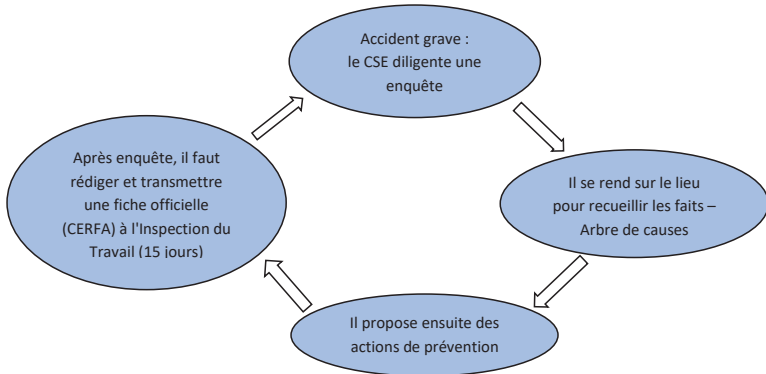 Accident grave :
le CSE diligente une
enquête
Il se rend sur le lieu
pour recueillir les faits –
Arbre de causes
Il propose ensuite des
actions de prévention
Après enquête, il faut
rédiger et transmettre
une fiche officielle
(CERFA) à l'Inspection du
Travail (15 jours)